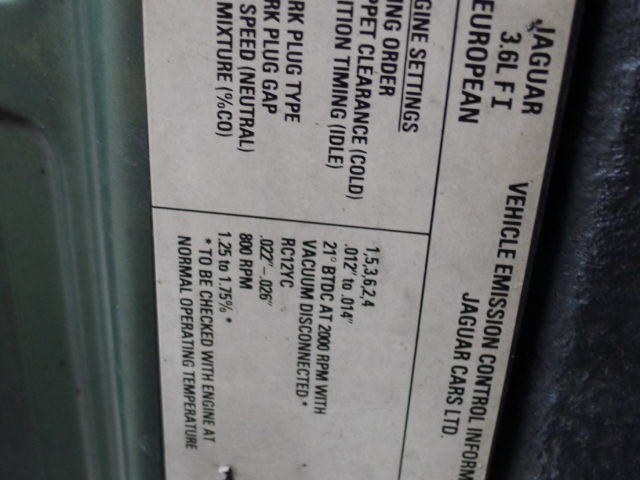 JAGUAR
3.6L F I
EUROPEAN
VEHICLE EMISSION CONTROL INFORM
JAGUAR CARS LTD.
GINE SETTINGS
ING ORDER
PPET CLEARANCE (COLD)
ITION TIMING (IDLE)
RK PLUG TYPE
RK PLUG GAP
SPEED (NEUTRAL)
MIXTURE (%CO)
1,5,3,6,2,4
.012" to .014"
21° BTDC AT 2000 RPM WITH
VACUUM DISCONNECTED *
RC12YC
.022" – .026"
800 RPM
1.25 to 1.75% *
* TO BE CHECKED WITH ENGINE AT
NORMAL OPERATING TEMPERATURE